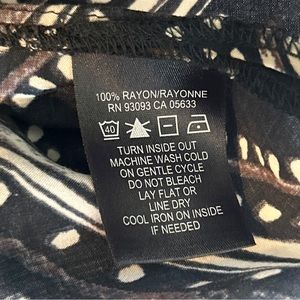 100% RAYON/RAYONNE
RN 93093 CA 05633
40
TURN INSIDE OUT
MACHINE WASH COLD
ON GENTLE CYCLE
DO NOT BLEACH
LAY FLAT OR
LINE DRY
COOL IRON ON INSIDE
IF NEEDED